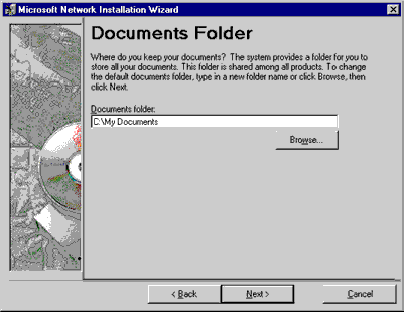 Microsoft Network Installation Wizard
Documents Folder
Where do you keep your documents? The system provides a folder for you to
store all your documents. This folder is shared among all products. To change
the default documents folder, type in a new folder name or click Browse, then
click Next.
Documents folder:
C:\My Documents
Browse...
< Back
Next >
Cancel